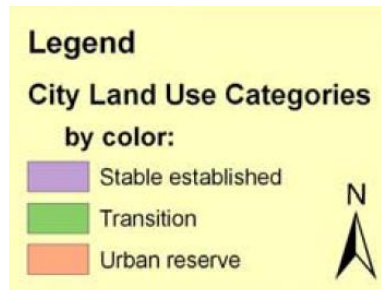 Legend
City Land Use Categories
by color:
Stable established
Transition
Urban reserve
N